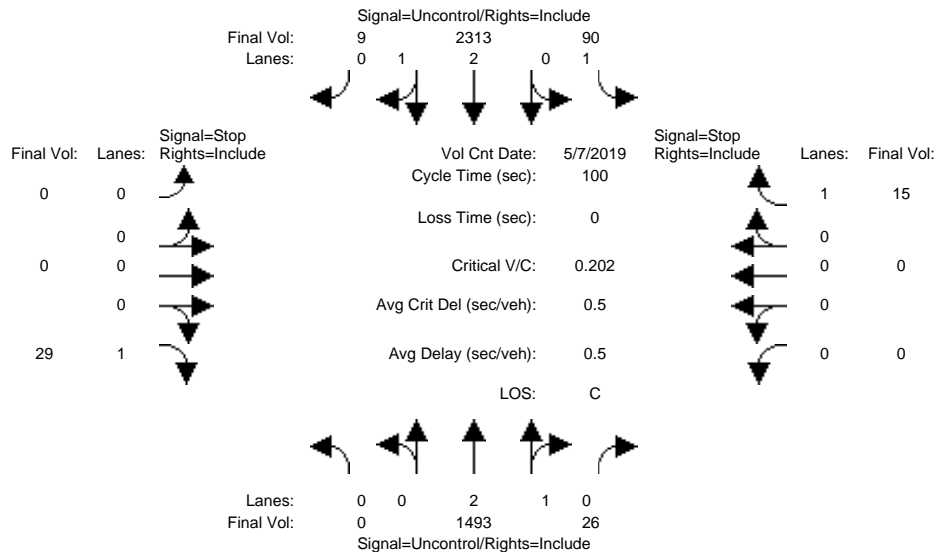 Signal=Uncontrol/Rights=Include
Final Vol: 9 2313 90
Lanes: 0 1 2 0 1
Signal=Stop
Final Vol: Lanes: Rights=Include
Vol Cnt Date: 5/7/2019
Signal=Stop
Rights=Include Lanes: Final Vol:
Cycle Time (sec): 100
0 0
1 15
Loss Time (sec): 0
0
0
0 0
Critical V/C: 0.202
0 0
0
Avg Crit Del (sec/veh): 0.5
0
29 1
Avg Delay (sec/veh): 0.5
0 0
LOS: C
Lanes: 0 0 2 1 0
Final Vol: 0 1493 26
Signal=Uncontrol/Rights=Include